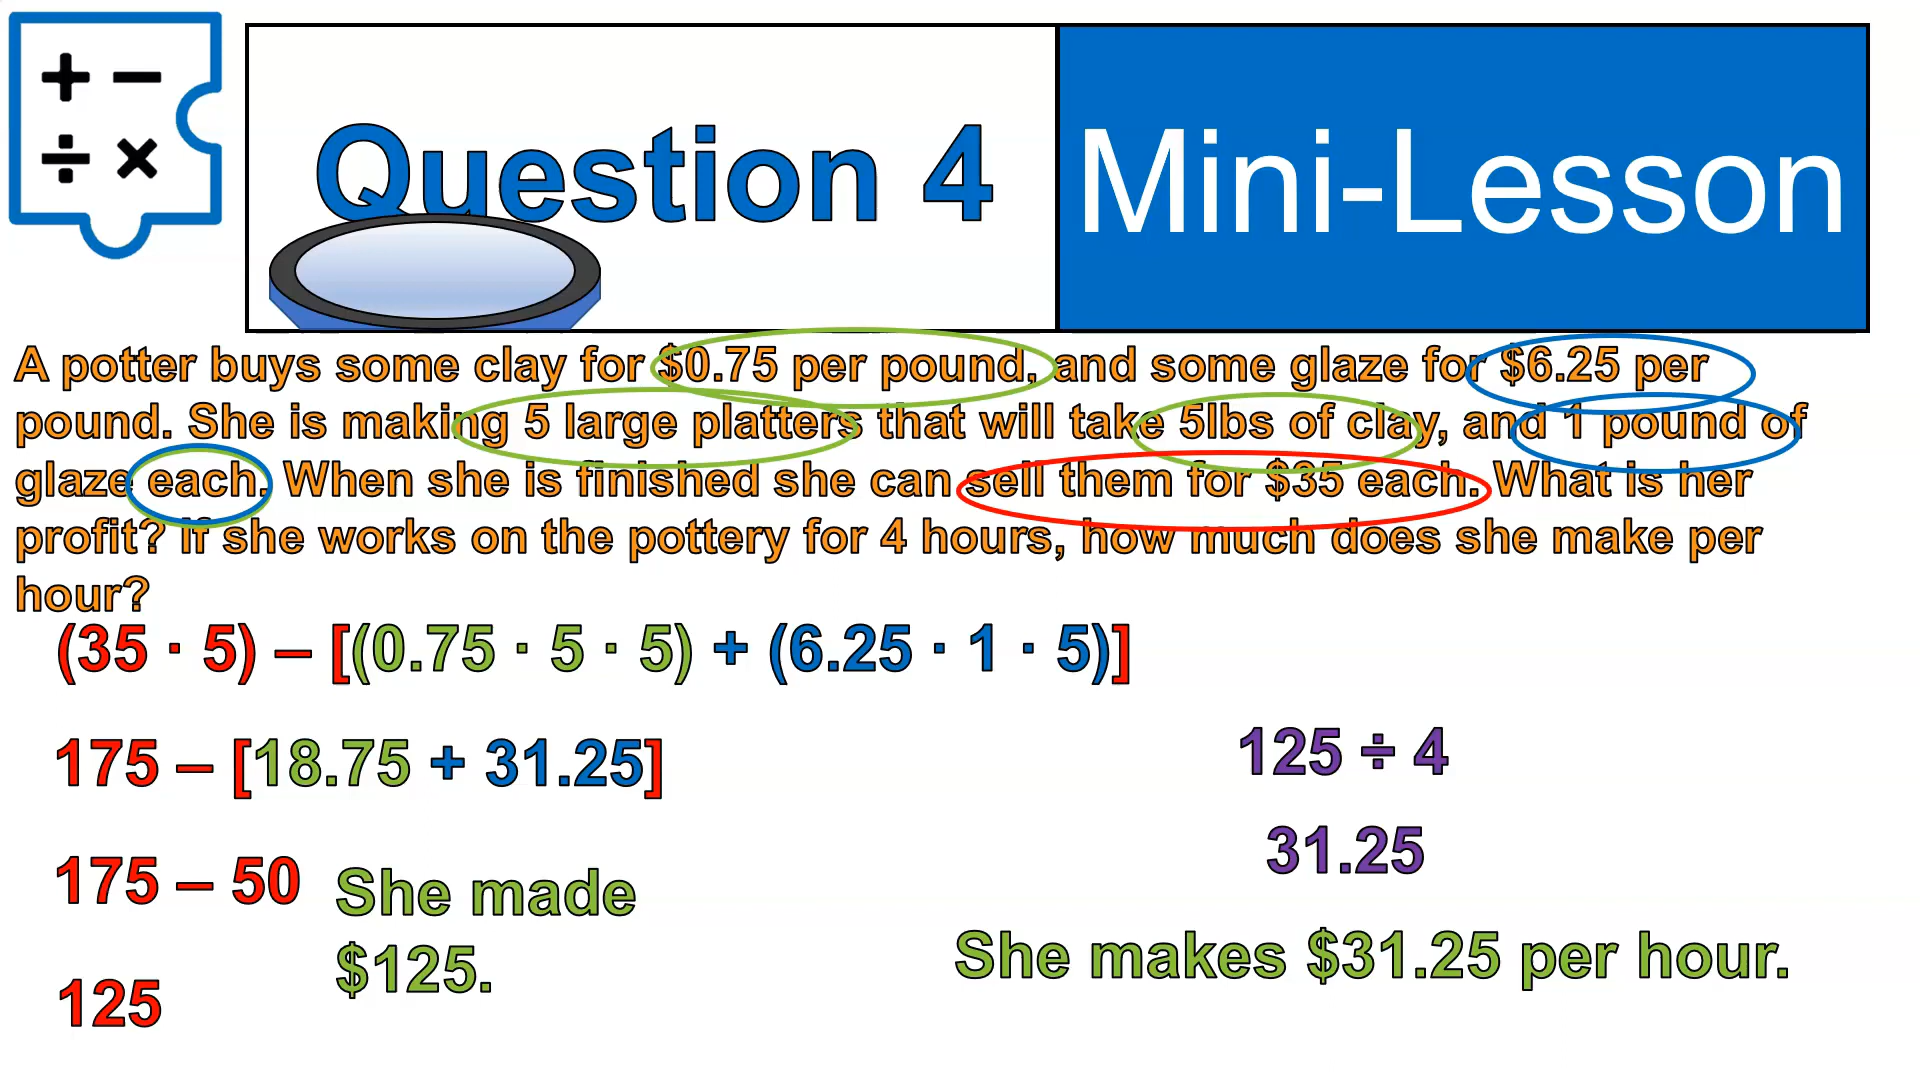 + −
÷ ×
Question 4
Mini-Lesson
A potter buys some clay for $0.75 per pound, and some glaze for $6.25 per
pound. She is making 5 large platters that will take 5lbs of clay, and 1 pound of
glaze each. When she is finished she can sell them for $35 each. What is her
profit? If she works on the pottery for 4 hours, how much does she make per
hour?
(35 · 5) – [(0.75 · 5 · 5) + (6.25 · 1 · 5)]
175 – [18.75 + 31.25]
175 – 50
125
She made
$125.
125 ÷ 4
31.25
She makes $31.25 per hour.